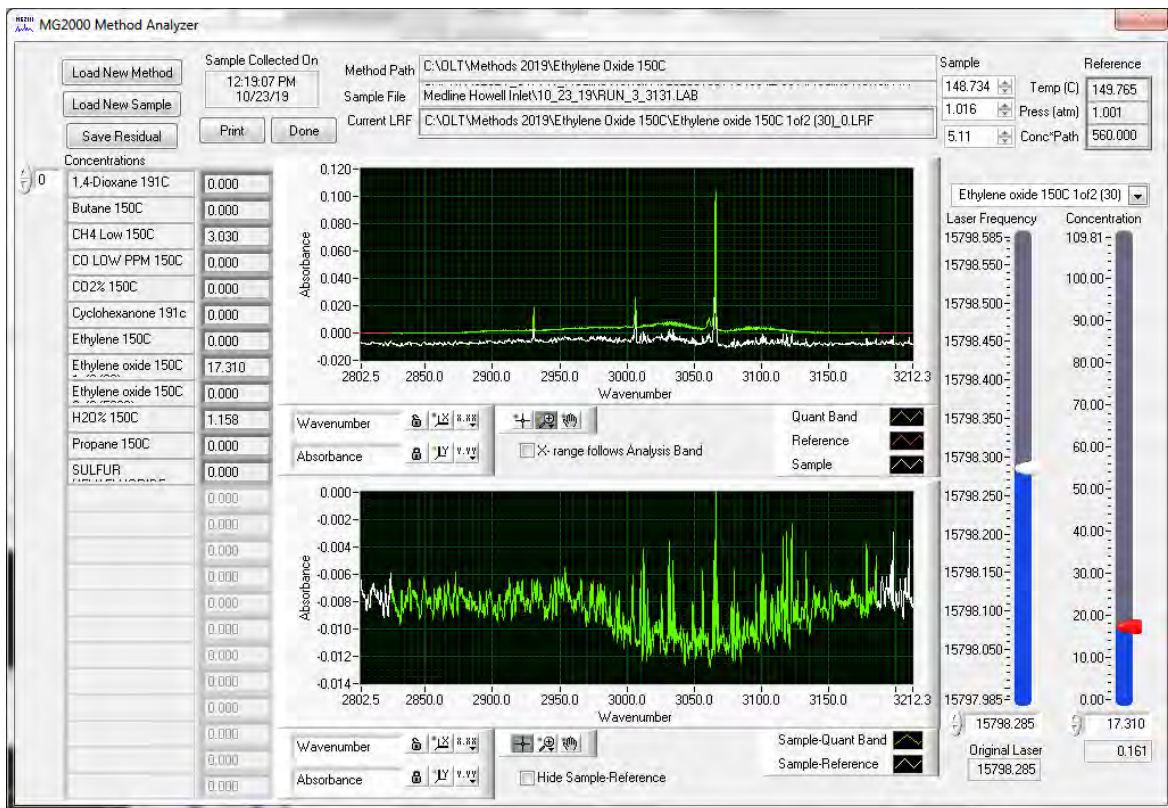 MG2000 Method Analyzer
Load New Method
Load New Sample
Save Residual
Sample Collected On
12:19:07 PM
10/23/19
Print
Done
Method Path
C:\OLT\Methods 2019\Ethylene Oxide 150C
Sample File
Medline Howell Inlet\10_23_19\RUN_3_3131.LAB
Current LRF
C:\OLT\Methods 2019\Ethylene Oxide 150C\Ethylene oxide 150C 1of2 (30)_0.LRF
Sample
Reference
148.734
Temp (C)
149.765
1.016
Press (atm)
1.001
5.11
Conc*Path
560.000
Concentrations
0
1,4-Dioxane 191C 0.000
Butane 150C 0.000
CH4 Low 150C 3.030
CO LOW PPM 150C 0.000
CO2% 150C 0.000
Cyclohexanone 191c 0.000
Ethylene 150C 0.000
Ethylene oxide 150C 17.310
Ethylene oxide 150C 0.000
H2O% 150C 1.158
Propane 150C 0.000
SULFUR 0.000
0.000
0.000
0.000
0.000
0.000
0.000
0.000
0.000
0.000
0.000
0.000
0.000
Absorbance
0.120
0.100
0.080
0.060
0.040
0.020
0.000
-0.020
2802.5 2850.0 2900.0 2950.0 3000.0 3050.0 3100.0 3150.0 3212.3
Wavenumber
Wavenumber
Absorbance
X- range follows Analysis Band
Quant Band
Reference
Sample
Absorbance
0.000
-0.002
-0.004
-0.006
-0.008
-0.010
-0.012
-0.014
2802.5 2850.0 2900.0 2950.0 3000.0 3050.0 3100.0 3150.0 3212.3
Wavenumber
Wavenumber
Absorbance
Hide Sample-Reference
Sample-Quant Band
Sample-Reference
Ethylene oxide 150C 1of2 (30)
Laser Frequency
15798.585
15798.550
15798.500
15798.450
15798.400
15798.350
15798.300
15798.250
15798.200
15798.150
15798.100
15798.050
15797.985
15798.285
Original Laser
15798.285
Concentration
109.81
100.00
90.00
80.00
70.00
60.00
50.00
40.00
30.00
20.00
10.00
0.00
17.310
0.161